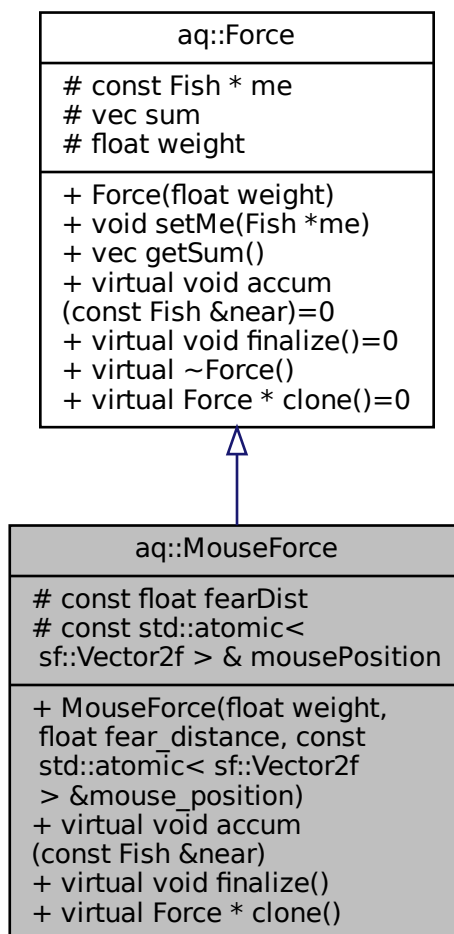 aq::Force
# const Fish * me
# vec sum
# float weight
+ Force(float weight)
+ void setMe(Fish *me)
+ vec getSum()
+ virtual void accum
(const Fish &near)=0
+ virtual void finalize()=0
+ virtual ~Force()
+ virtual Force * clone()=0
aq::MouseForce
# const float fearDist
# const std::atomic<
sf::Vector2f > & mousePosition
+ MouseForce(float weight,
float fear_distance, const
std::atomic< sf::Vector2f
> &mouse_position)
+ virtual void accum
(const Fish &near)
+ virtual void finalize()
+ virtual Force * clone()